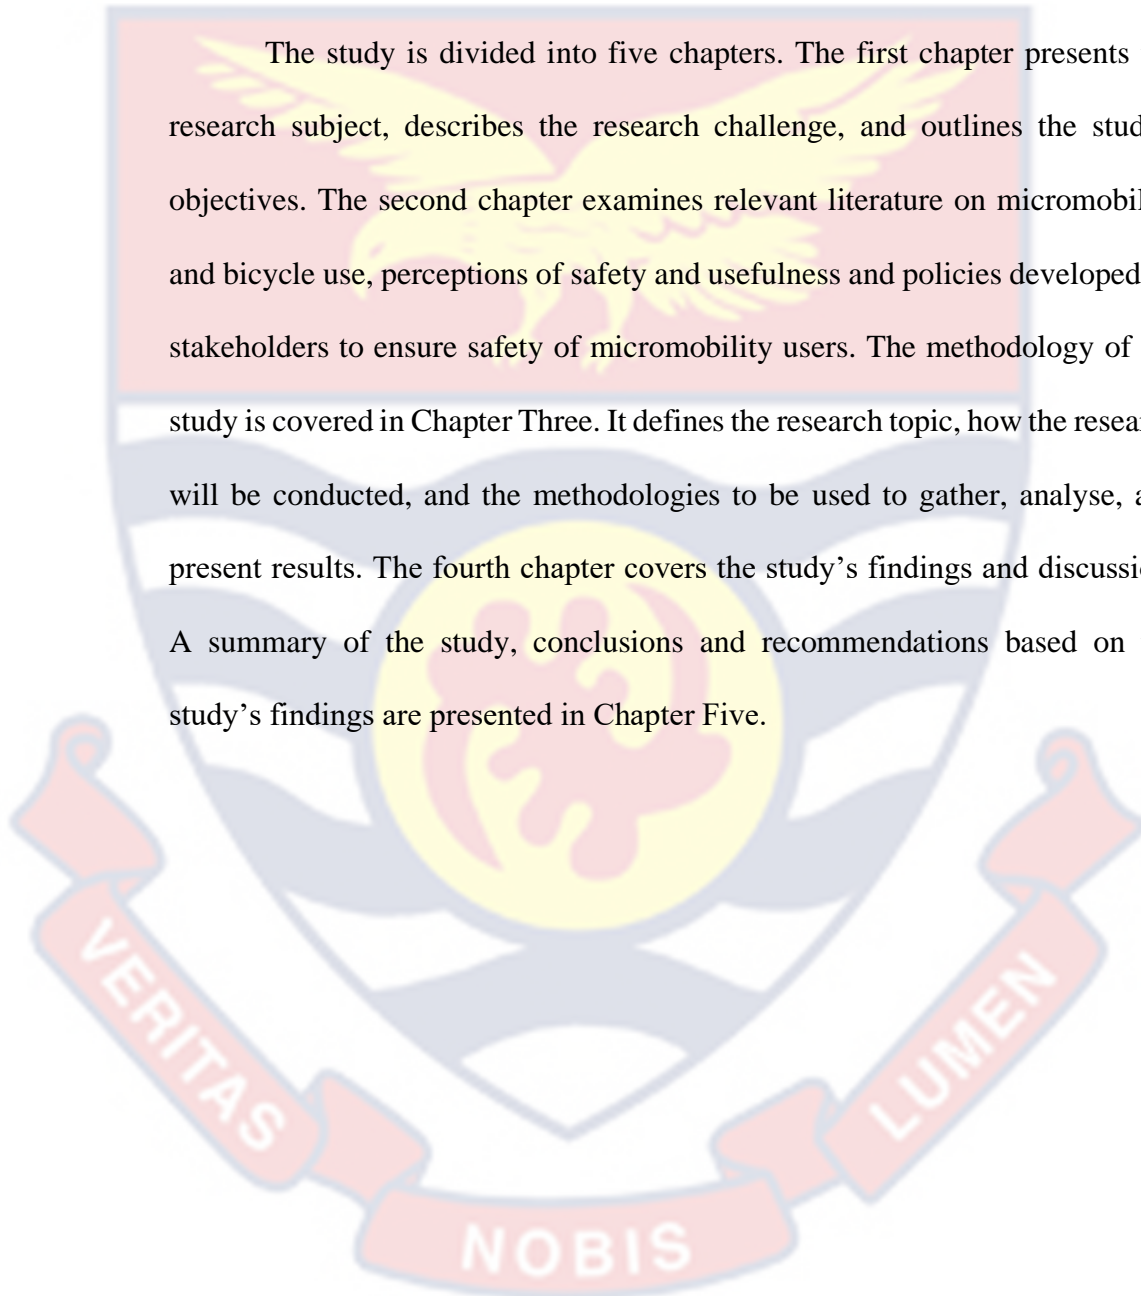 The study is divided into five chapters. The first chapter presents
research subject, describes the research challenge, and outlines the
objectives. The second chapter examines relevant literature on
and bicycle use, perceptions of safety and usefulness and policies developed
stakeholders to ensure safety of micromobility users. The methodology of
study is covered in Chapter Three. It defines the research topic, how the
will be conducted, and the methodologies to be used to gather, analyse,
present results. The fourth chapter covers the study’s findings and
A summary of the study, conclusions and recommendations based on
study’s findings are presented in Chapter Five.
VERITAS
NOBIS
LUMEN